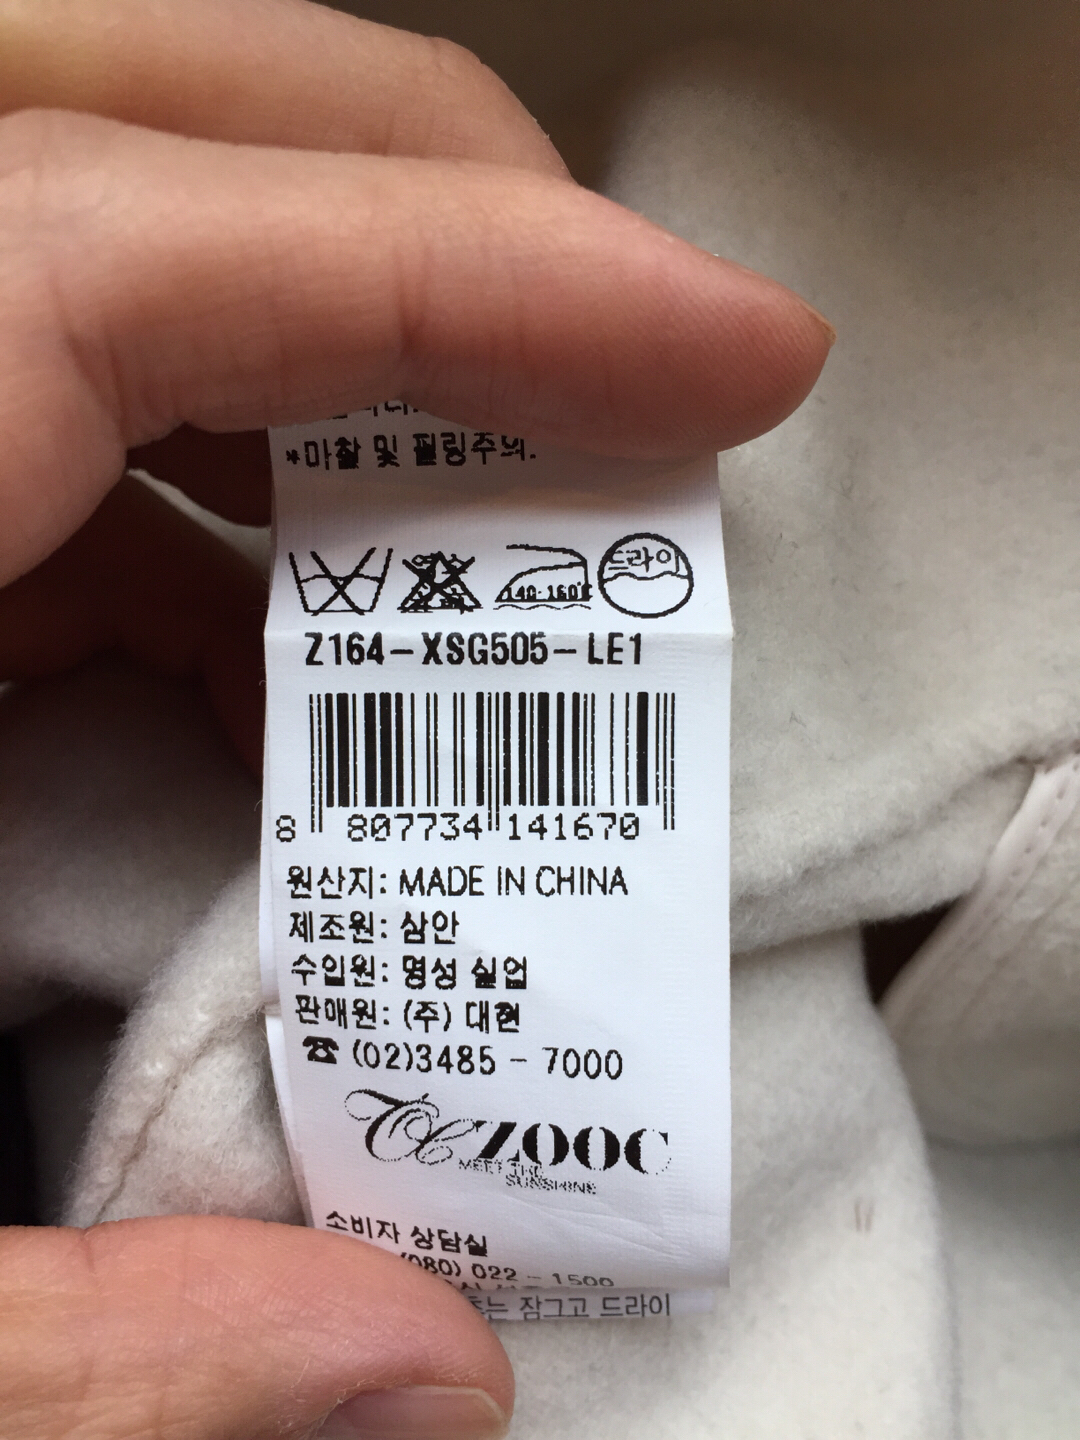 *마찰 및 필링주의.
140-160℃
드라이
Z164-XSG505-LE1
8 807734 141670
원산지: MADE IN CHINA
제조원: 삼안
수입원: 명성 실업
판매원: (주) 대현
☎ (02)3485 - 7000
ZOOC
MEET THE
SUNSHINE
소비자 상담실
(080) 022 - 1500
는 잠그고 드라이